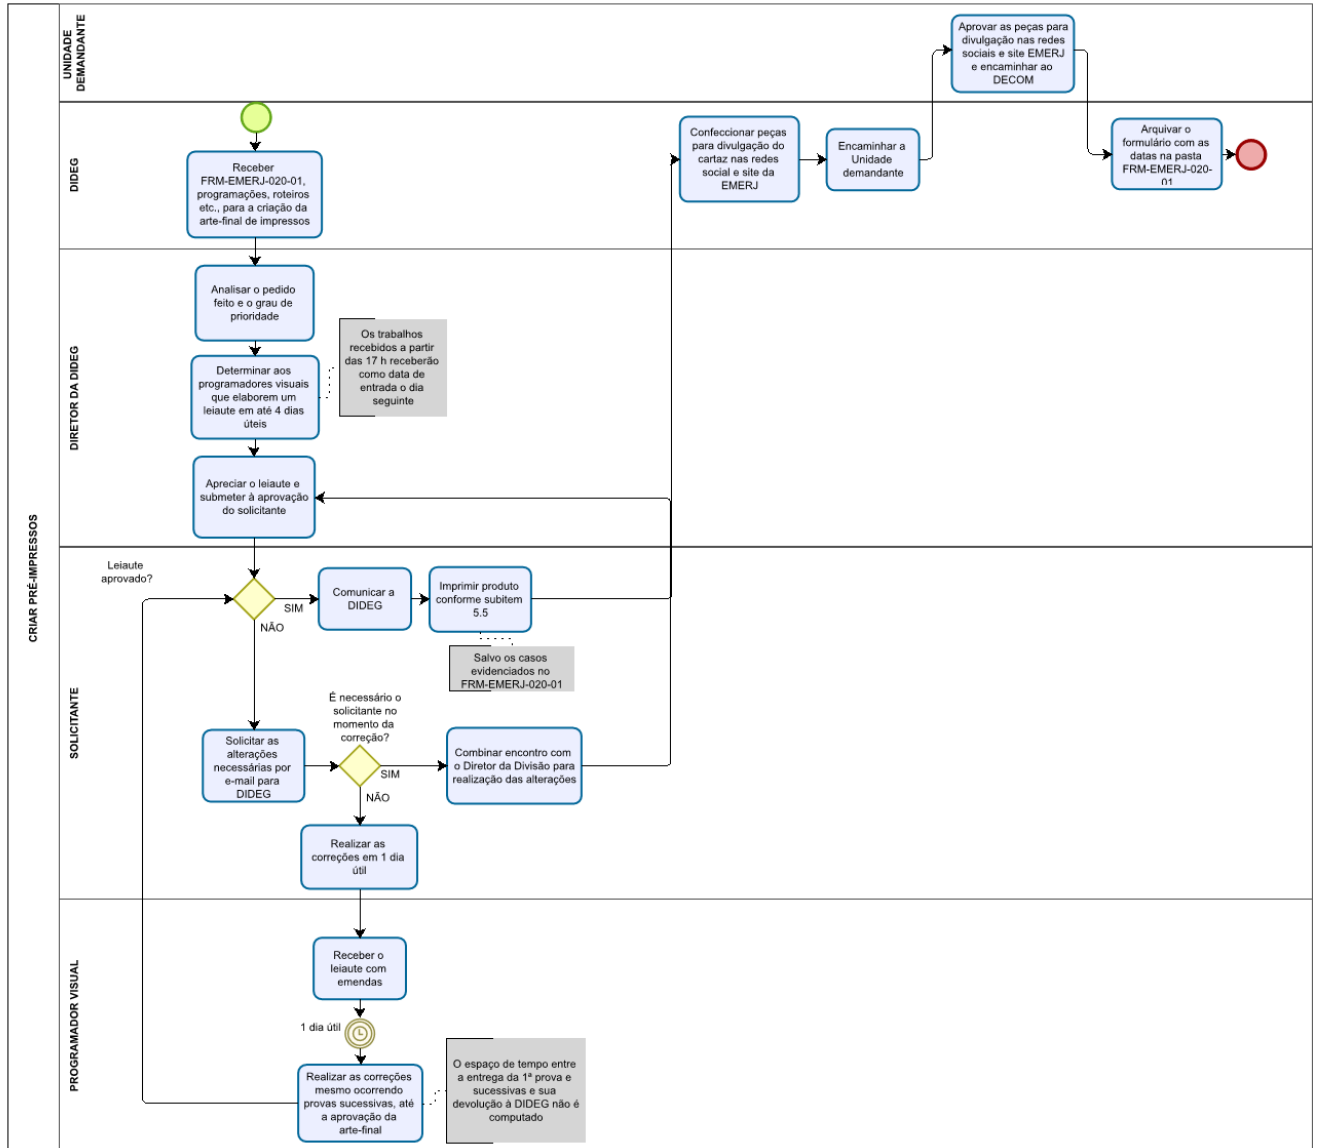 CRIAR PRÉ-IMPRESSOS
UNIDADE
DEMANDANTE
Aprovar as peças para
divulgação nas redes
sociais e site EMERJ
e encaminhar ao
DECOM
DIDEG
Receber
FRM-EMERJ-020-01,
programações, roteiros
etc., para a criação da
arte-final de impressos
Confeccionar peças
para divulgação do
cartaz nas redes
social e site da
EMERJ
Encaminhar a
Unidade
demandante
Arquivar o
formulário com as
datas na pasta
FRM-EMERJ-020-
01
DIRETOR DA DIDEG
Analisar o pedido
feito e o grau de
prioridade
Determinar aos
programadores visuais
que elaborem um
leiaute em até 4 dias
úteis
Os trabalhos
recebidos a partir
das 17 h receberão
como data de
entrada o dia
seguinte
Apreciar o leiaute e
submeter à aprovação
do solicitante
SOLICITANTE
Leiaute
aprovado?
SIM
NÃO
Comunicar a
DIDEG
Imprimir produto
conforme subitem
5.5
Salvo os casos
evidenciados no
FRM-EMERJ-020-01
Solicitar as
alterações
necessárias por
e-mail para
DIDEG
É necessário o
solicitante no
momento da
correção?
SIM
NÃO
Combinar encontro com
o Diretor da Divisão para
realização das alterações
Realizar as
correções em 1 dia
útil
PROGRAMADOR VISUAL
Receber o
leiaute com
emendas
1 dia útil
Realizar as correções
mesmo ocorrendo
provas sucessivas, até
a aprovação da
arte-final
O espaço de tempo entre
a entrega da 1ª prova e
sucessivas e sua
devolução à DIDEG não é
computado